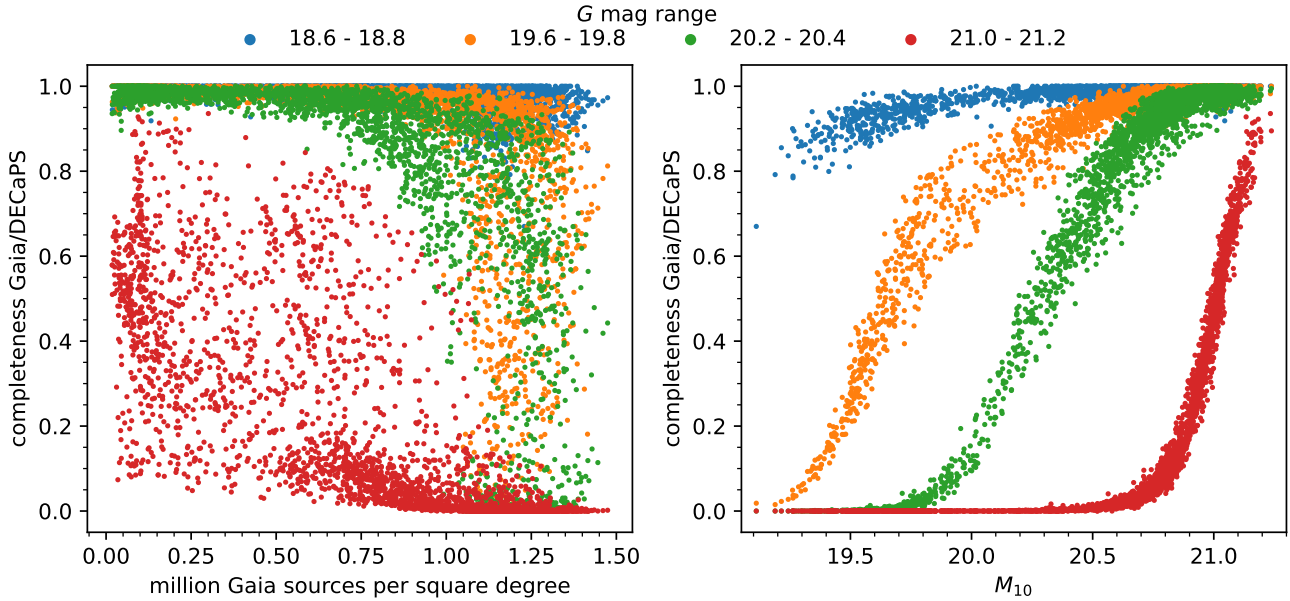 G mag range
18.6 - 18.8 19.6 - 19.8 20.2 - 20.4 21.0 - 21.2
completeness Gaia/DECaPS
1.0
0.8
0.6
0.4
0.2
0.0
0.00 0.25 0.50 0.75 1.00 1.25 1.50
million Gaia sources per square degree
completeness Gaia/DECaPS
1.0
0.8
0.6
0.4
0.2
0.0
19.5 20.0 20.5 21.0
M₁₀